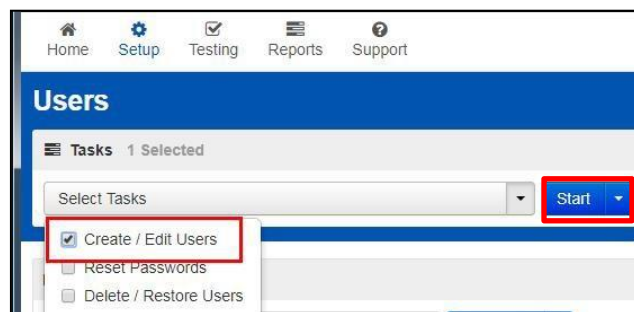 Home Setup Testing Reports Support
Users
Tasks 1 Selected
Select Tasks Start
Create / Edit Users
Reset Passwords
Delete / Restore Users